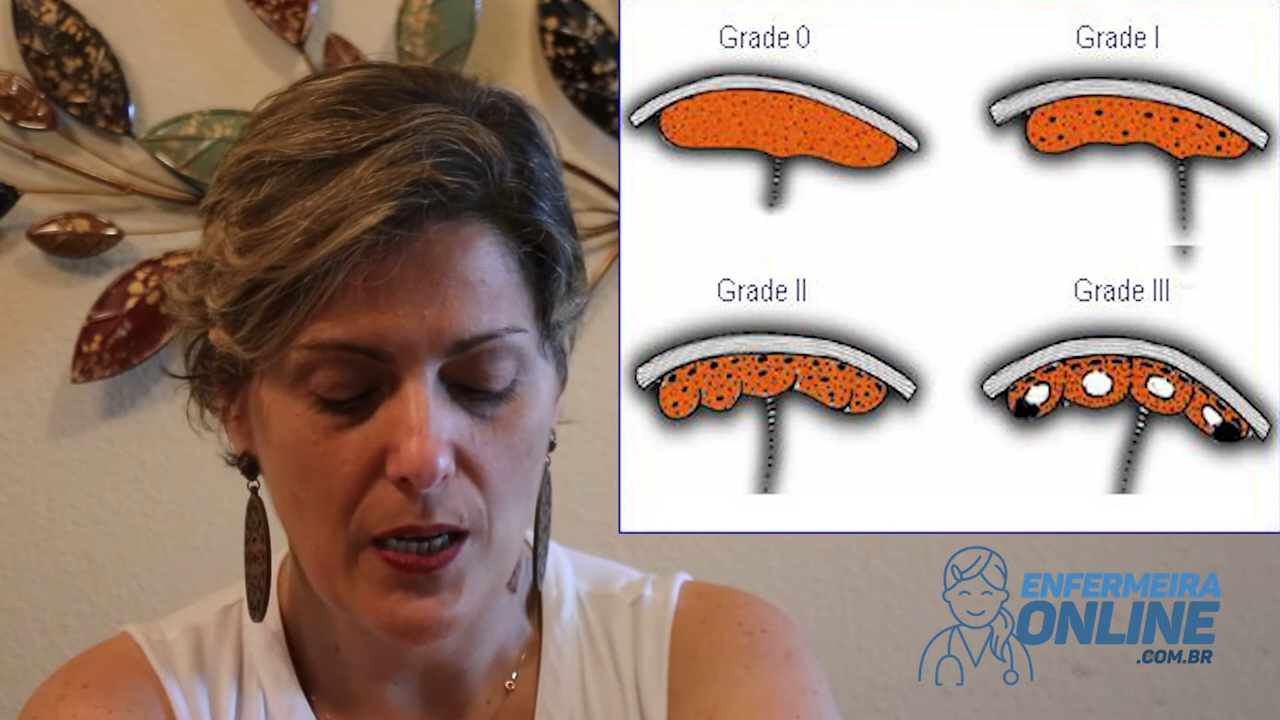 Grade 0
Grade I
Grade II
Grade III
ENFERMEIRA
ONLINE
.COM.BR